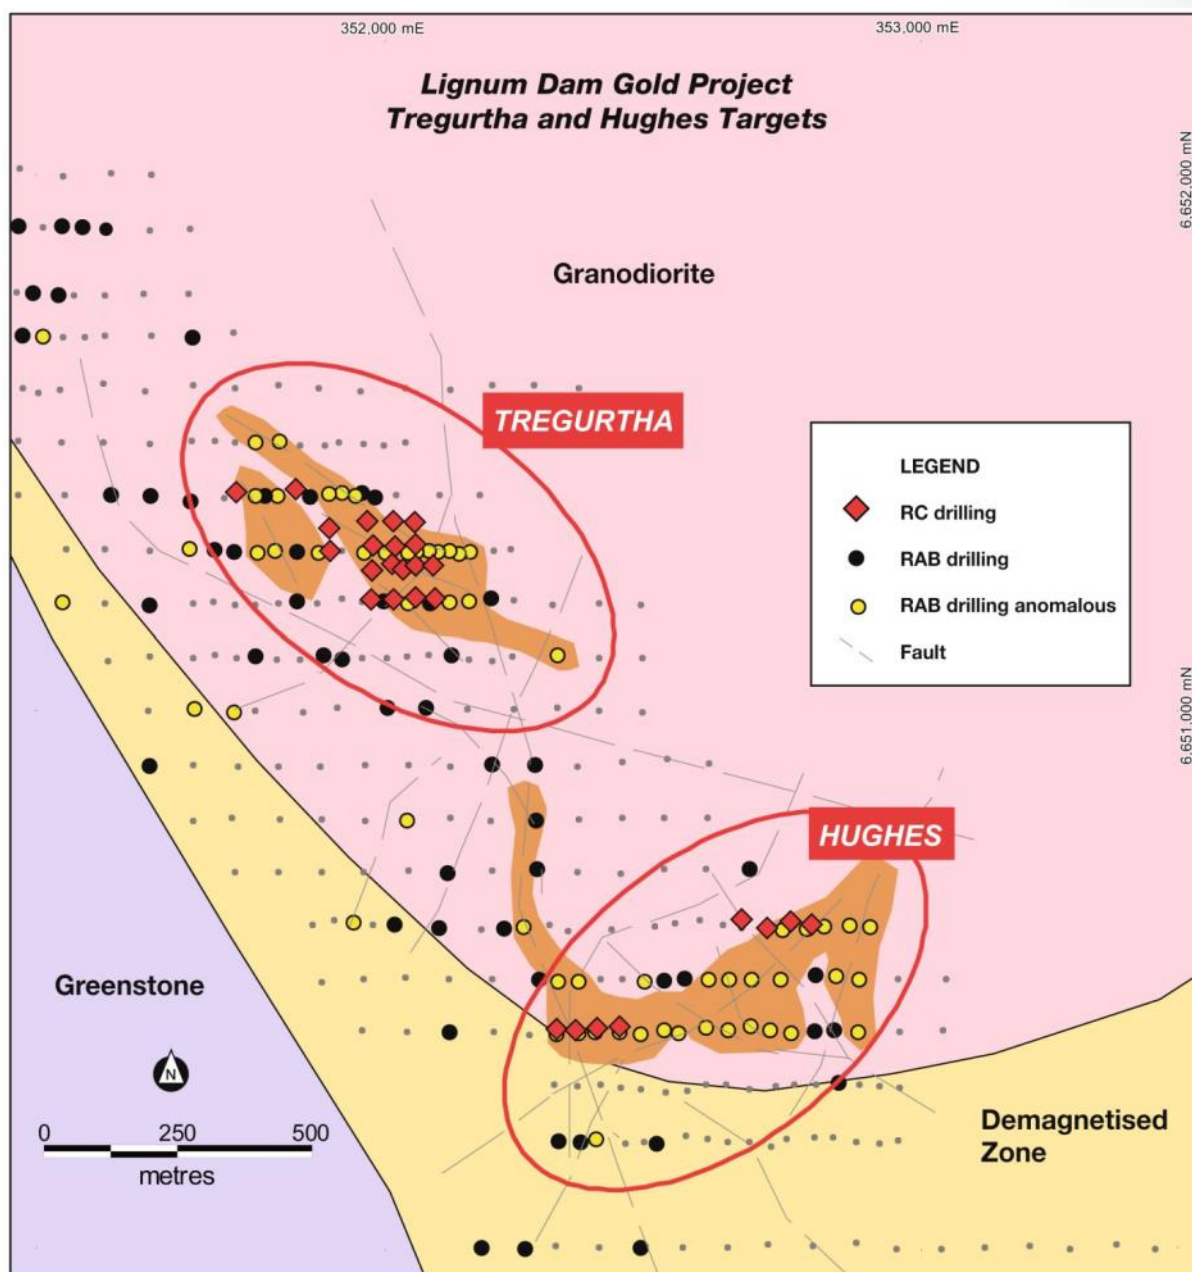 352,000 mE
353,000 mE
Lignum Dam Gold Project
Tregurtha and Hughes Targets
6,652,000 mN
Granodiorite
TREGURTHA
LEGEND
RC drilling
RAB drilling
RAB drilling anomalous
Fault
6,651,000 mN
HUGHES
Greenstone
N
0 250 500
metres
Demagnetised
Zone